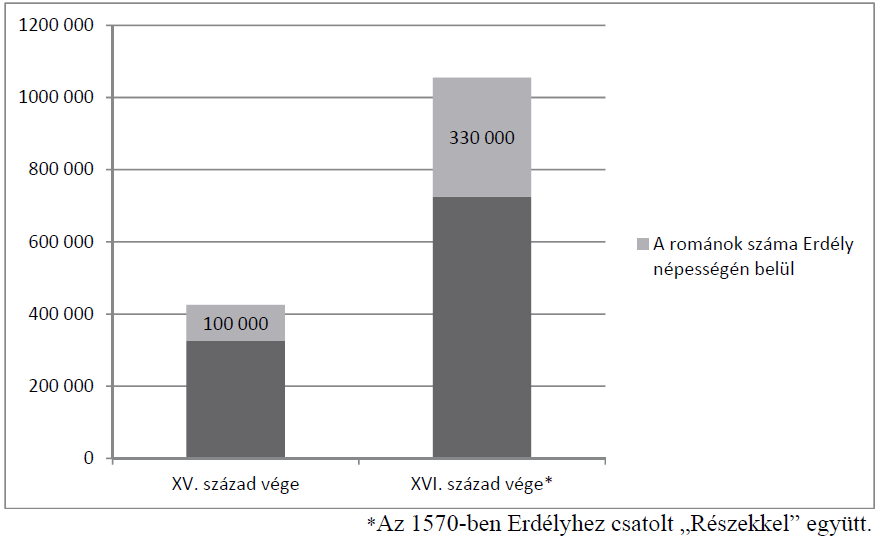 1200 000
1000 000
800 000
600 000
400 000
200 000
0
330 000
100 000
XV. század vége
XVI. század vége*
A románok száma Erdély
népességén belül
*Az 1570-ben Erdélyhez csatolt „Részekkel” együtt.